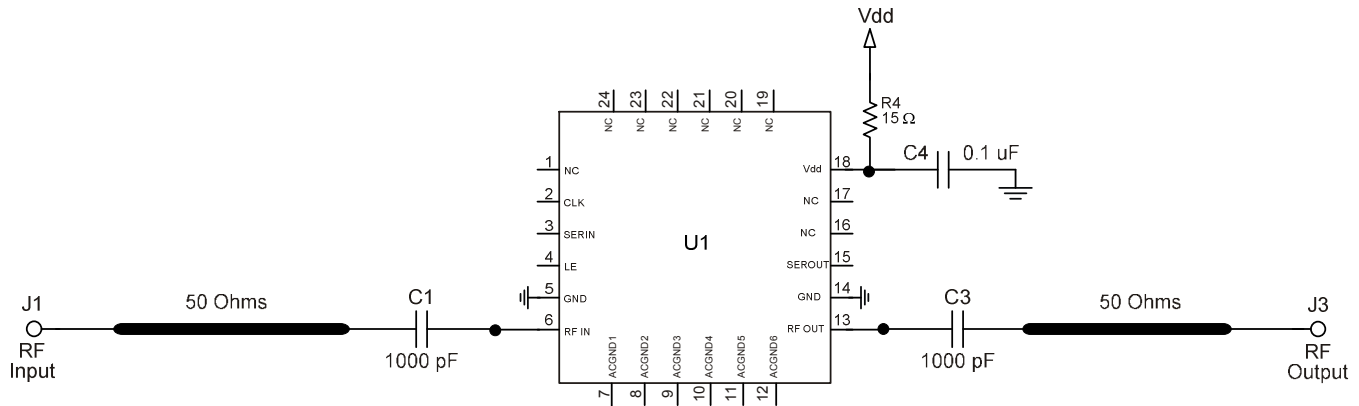 Vdd
R4
15 Ω
C4 0.1 uF
24 23 22 21 20 19
NC NC NC NC NC NC
1 NC
2 CLK
3 SERIN
4 LE
5 GND
6 RF IN
U1
Vdd 18
NC 17
NC 16
SEROUT 15
GND 14
RF OUT 13
ACGND1 ACGND2 ACGND3 ACGND4 ACGND5 ACGND6
7 8 9 10 11 12
J1
RF
Input
50 Ohms
C1
1000 pF
C3
1000 pF
50 Ohms
J3
RF
Output